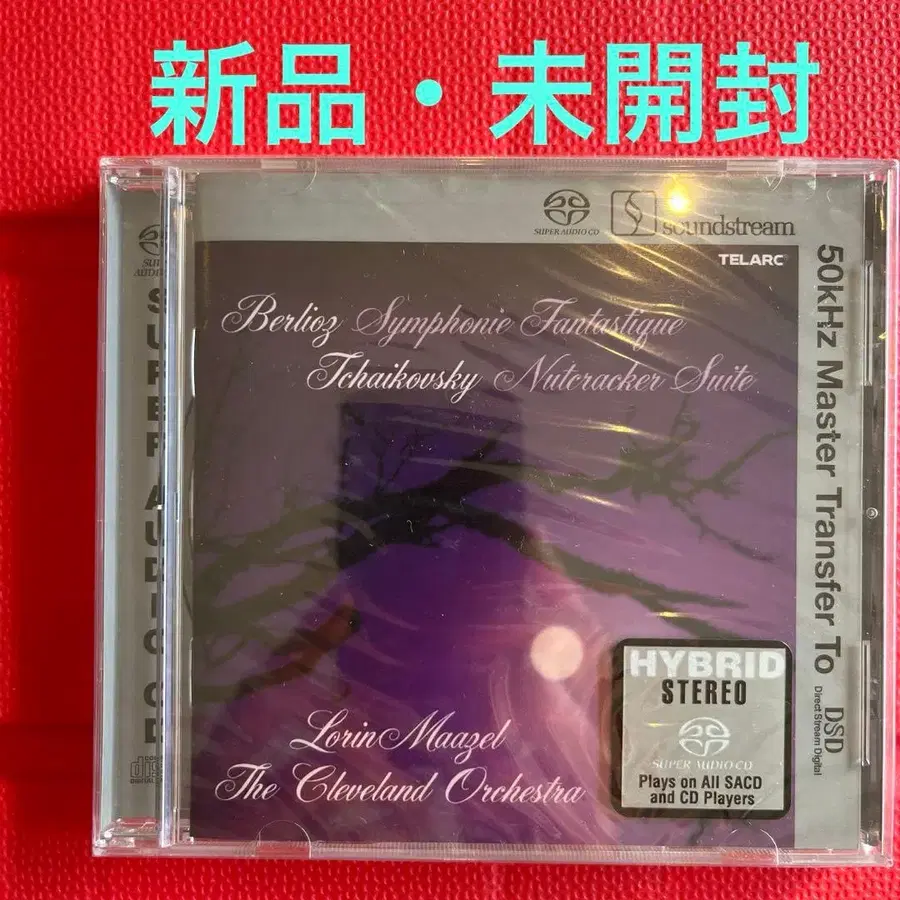 新品・未開封
SUPER AUDIO CD
soundstream
TELARC
Berlioz Symphonie Fantastique
Tchaikovsky Nutcracker Suite
50kHz Master Transfer To DSD
Direct Stream Digital
Lorin Maazel
The Cleveland Orchestra
HYBRID
STEREO
SUPER AUDIO CD
Plays on All SACD
and CD Players
SUPER AUDIO CD